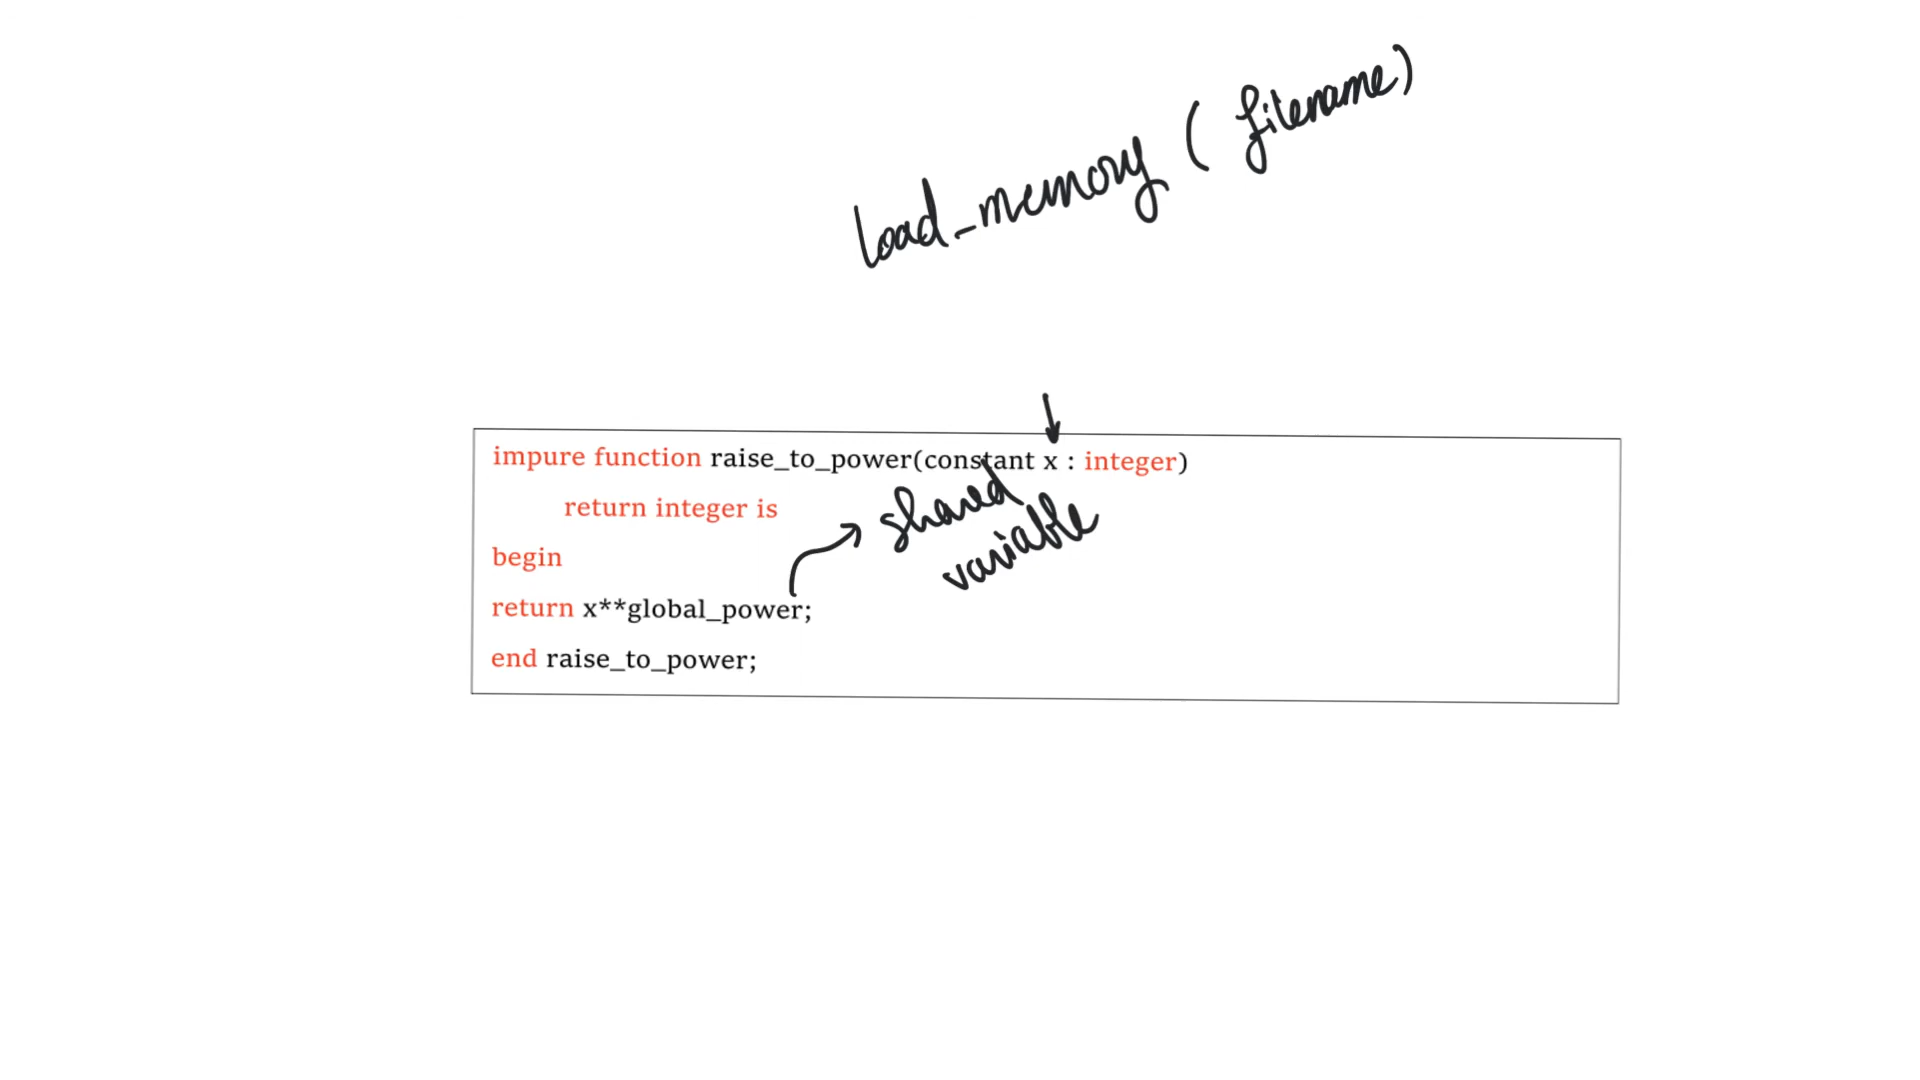 load_memory (filename)
impure function raise_to_power(constant x : integer)
return integer is
shared
variable
begin
return x**global_power;
end raise_to_power;